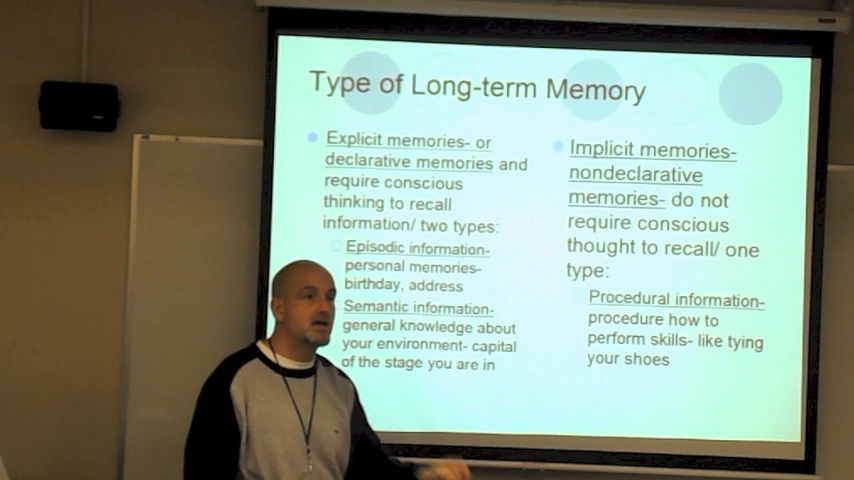 Type of Long-term Memory
Explicit memories- or
declarative memories and
require conscious
thinking to recall
information/ two types:
Episodic information-
personal memories-
birthday, address
Semantic information-
general knowledge about
your environment- capital
of the stage you are in
Implicit memories-
nondeclarative
memories- do not
require conscious
thought to recall/ one
type:
Procedural information-
procedure how to
perform skills- like tying
your shoes